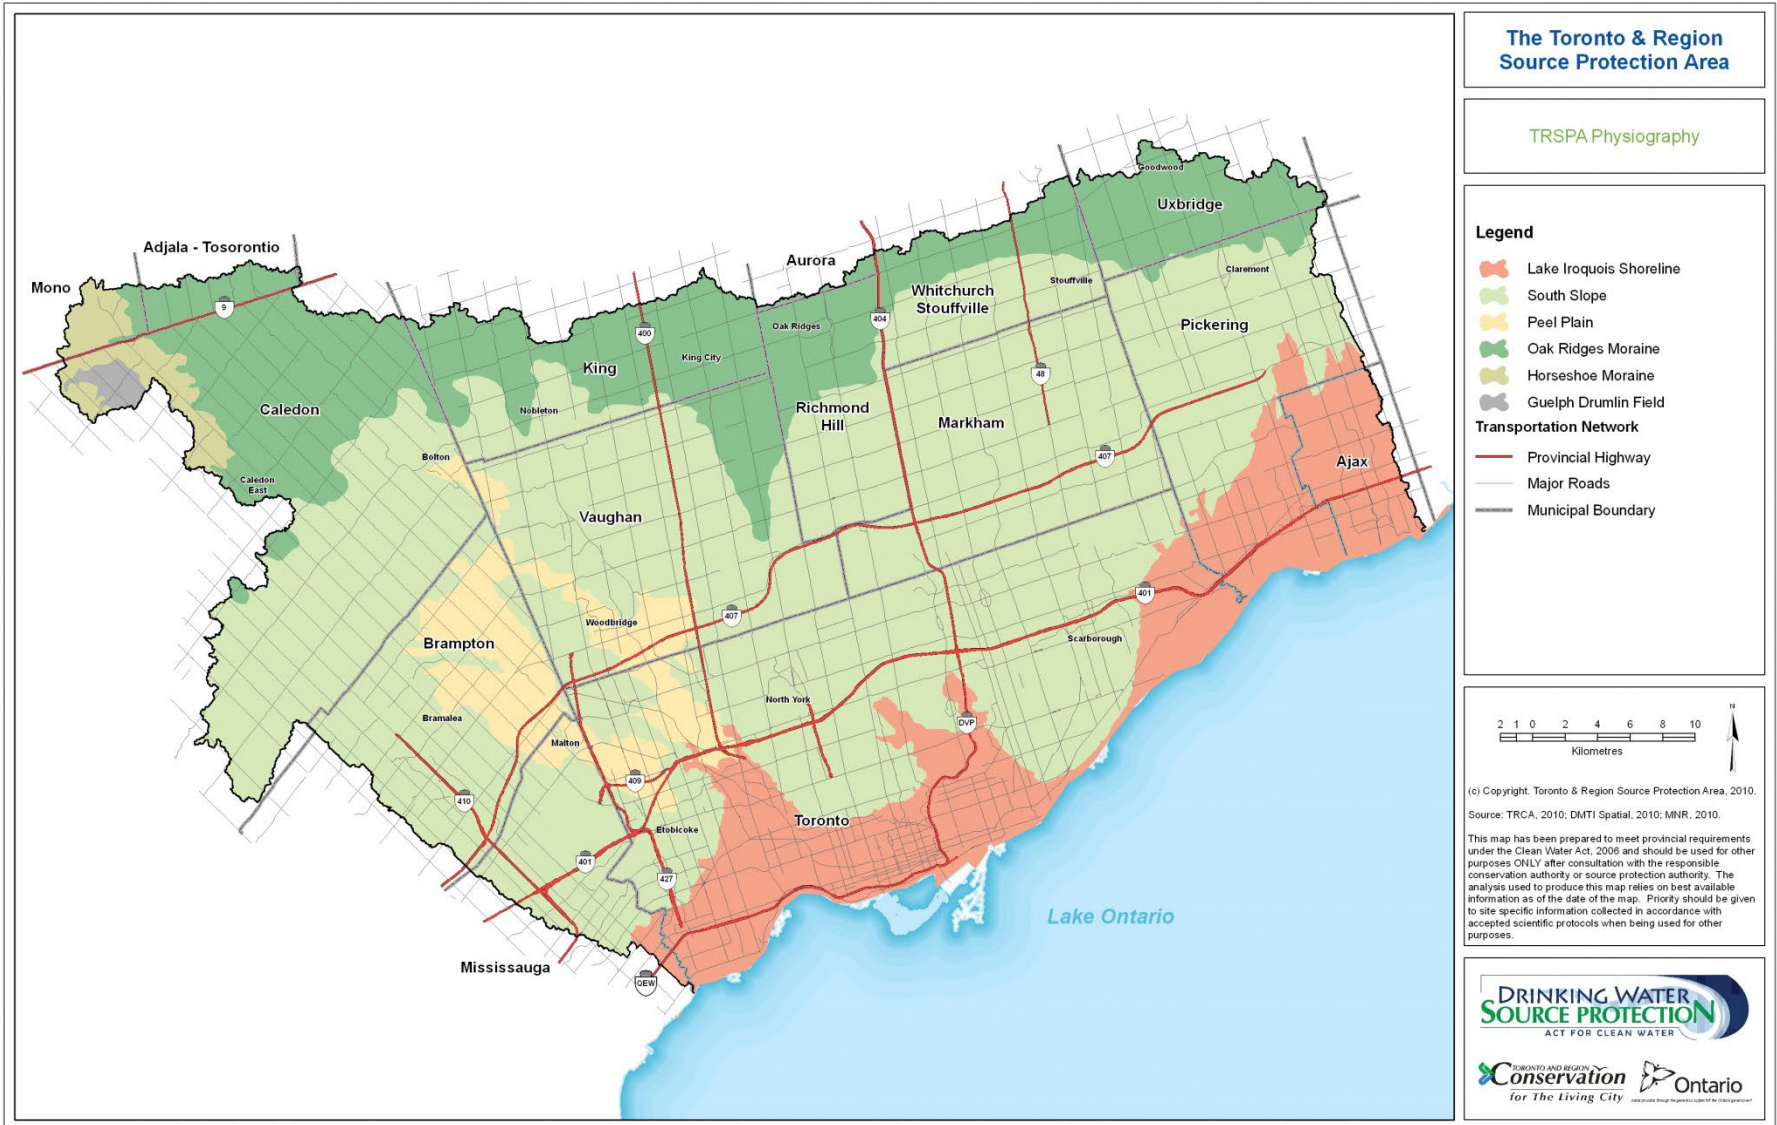 The Toronto & Region
Source Protection Area
TRSPA Physiography
Legend
Lake Iroquois Shoreline
South Slope
Peel Plain
Oak Ridges Moraine
Horseshoe Moraine
Guelph Drumlin Field
Transportation Network
Provincial Highway
Major Roads
Municipal Boundary
2 1 0 2 4 6 8 10
Kilometres
N
(c) Copyright. Toronto & Region Source Protection Area, 2010.
Source: TRCA, 2010; DMTI Spatial, 2010; MNR, 2010.
This map has been prepared to meet provincial requirements
under the Clean Water Act, 2006 and should be used for other
purposes ONLY after consultation with the responsible
conservation authority or source protection authority. The
analysis used to produce this map relies on best available
information as of the date of the map. Priority should be given
to site specific information collected in accordance with
accepted scientific protocols when being used for other
purposes.
DRINKING WATER
SOURCE PROTECTION
ACT FOR CLEAN WATER
TORONTO AND REGION
Conservation
for The Living City
Ontario
Goodwood
Uxbridge
Adjala - Tosorontio
Mono
Aurora
Claremont
Stouffville
Whitchurch
Stouffville
9
400
404
Oak Ridges
Pickering
King City
King
48
Caledon
Nobleton
Richmond
Hill
Markham
Bolton
407
Ajax
Caledon
East
Vaughan
401
407
Woodbridge
Scarborough
Brampton
North York
Bramalea
DVP
Malton
409
410
Toronto
Etobicoke
401
427
Lake Ontario
Mississauga
QEW